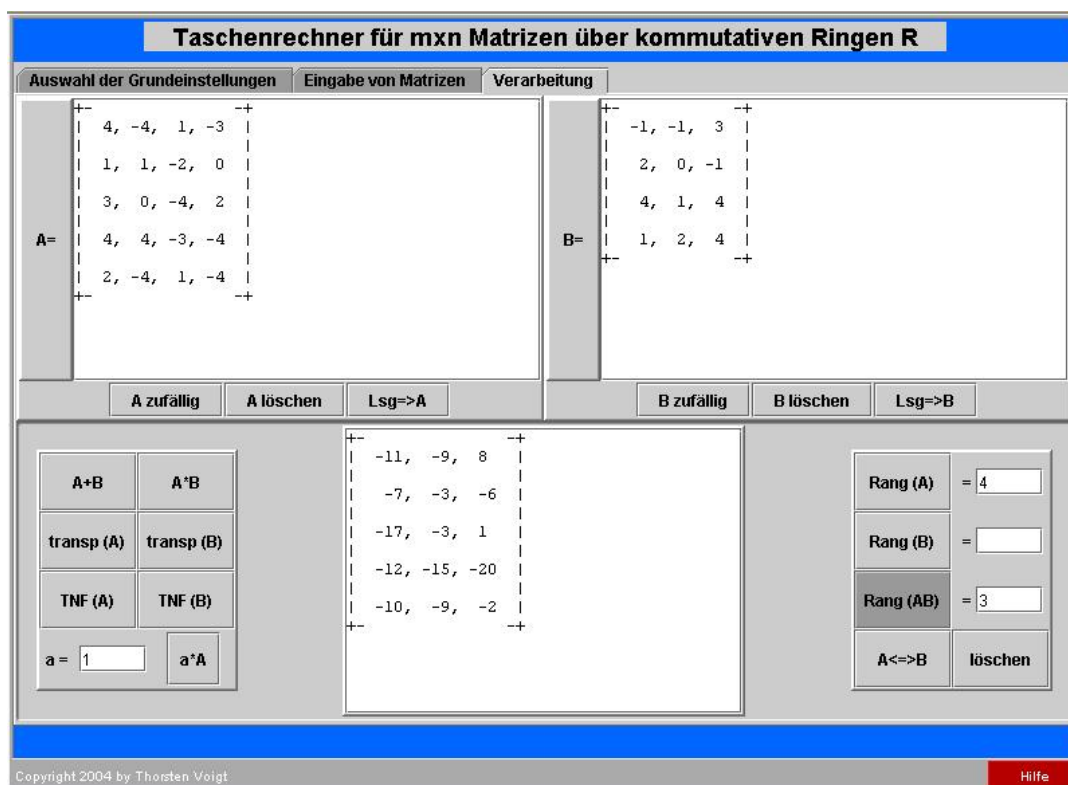 Taschenrechner für mxn Matrizen über kommutativen Ringen R
Auswahl der Grundeinstellungen Eingabe von Matrizen Verarbeitung
A=
+- -+
| 4, -4, 1, -3 |
| |
| 1, 1, -2, 0 |
| |
| 3, 0, -4, 2 |
| |
| 4, 4, -3, -4 |
| |
| 2, -4, 1, -4 |
+- -+
B=
+- -+
| -1, -1, 3 |
| |
| 2, 0, -1 |
| |
| 4, 1, 4 |
| |
| 1, 2, 4 |
+- -+
A zufällig A löschen Lsg=>A
B zufällig B löschen Lsg=>B
A+B A*B
transp (A) transp (B)
TNF (A) TNF (B)
a = 1 a*A
+- -+
| -11, -9, 8 |
| |
| -7, -3, -6 |
| |
| -17, -3, 1 |
| |
| -12, -15, -20 |
| |
| -10, -9, -2 |
+- -+
Rang (A) = 4
Rang (B) =
Rang (AB) = 3
A<=>B löschen
Copyright 2004 by Thorsten Voigt
Hilfe